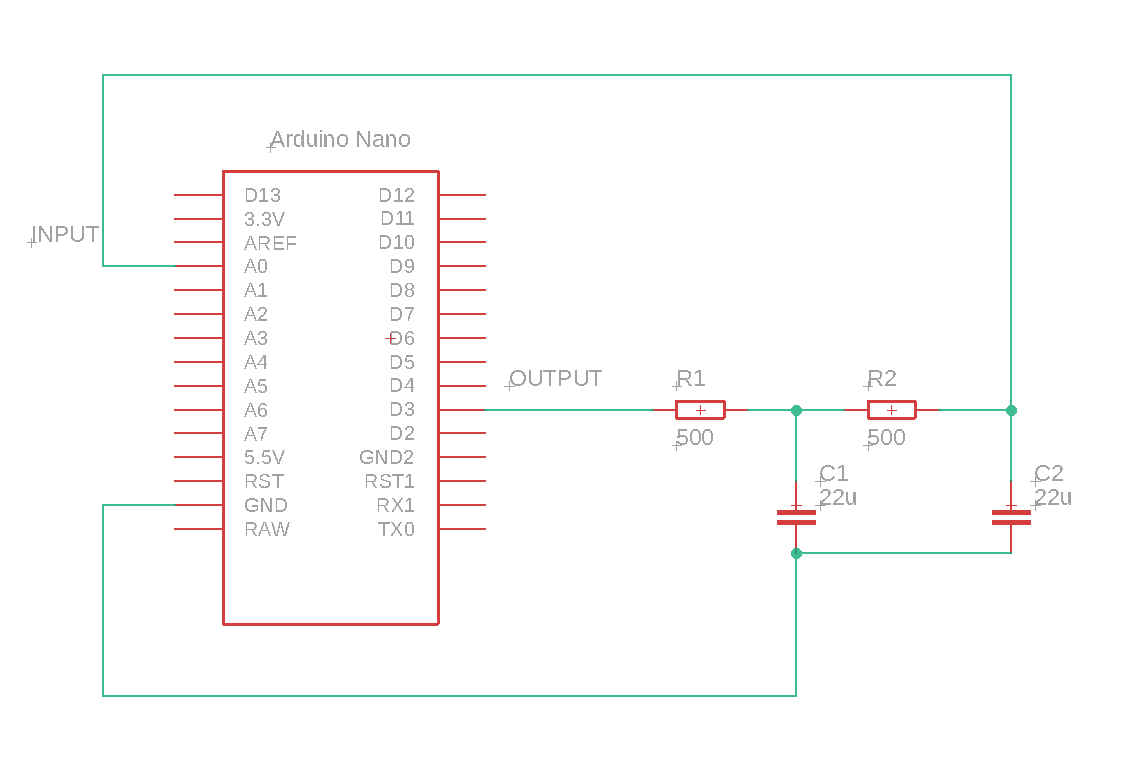 Arduino Nano
INPUT
D13 D12
3.3V D11
AREF D10
A0 D9
A1 D8
A2 D7
A3 D6
A4 D5
A5 D4
A6 D3
A7 D2
5.5V GND2
RST RST1
GND RX1
RAW TX0
OUTPUT
R1
500
R2
500
C1
22u
C2
22u